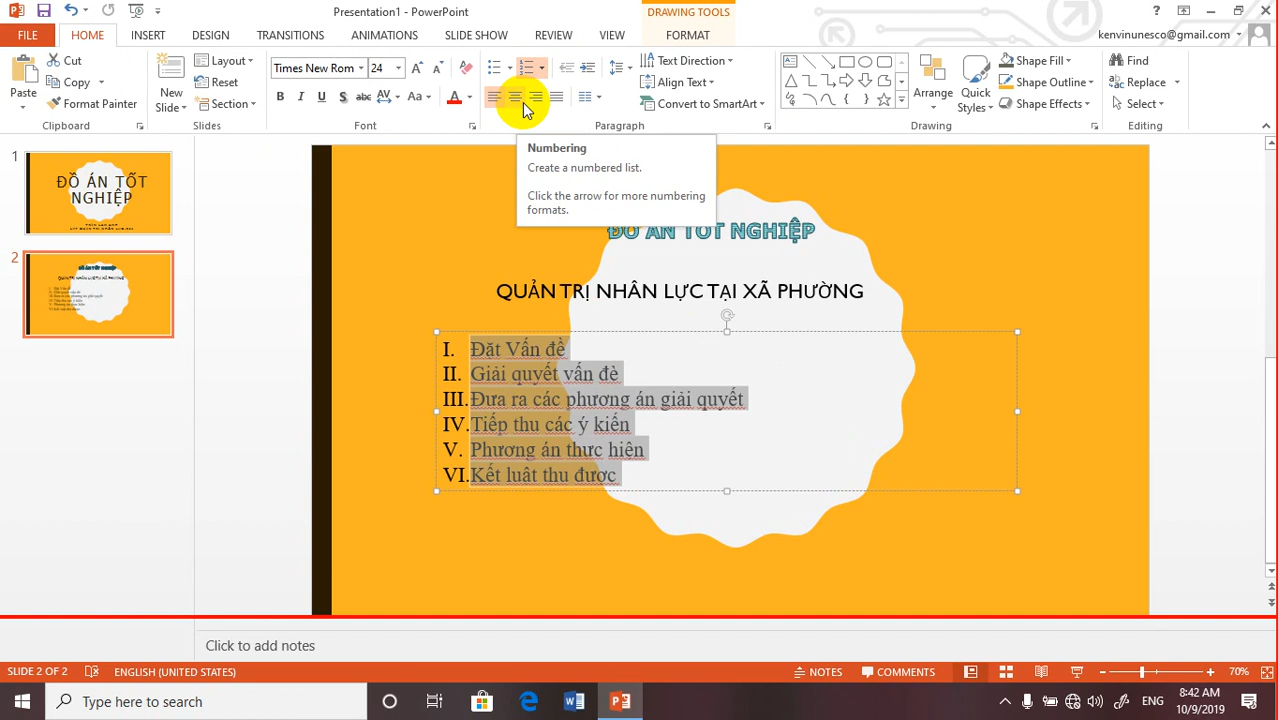 Presentation1 - PowerPoint
DRAWING TOOLS
?
FILE
HOME
INSERT
DESIGN
TRANSITIONS
ANIMATIONS
SLIDE SHOW
REVIEW
VIEW
FORMAT
kenvinunesco@gmail.com
Paste
Cut
Copy
Format Painter
Clipboard
New Slide
Layout
Reset
Section
Slides
Times New Rom
24
B I U S abc AV Aa A
Font
Text Direction
Align Text
Convert to SmartArt
Paragraph
Arrange
Quick Styles
Shape Fill
Shape Outline
Shape Effects
Drawing
Find
Replace
Select
Editing
Numbering
Create a numbered list.
Click the arrow for more numbering
formats.
1
ĐỒ ÁN TỐT
NGHIỆP
2
ĐỒ ÁN TỐT NGHIỆP
QUẢN TRỊ NHÂN LỰC TẠI XÃ PHƯỜNG
I. Đặt Vấn đề
II. Giải quyết vấn đè
III. Đưa ra các phương án giải quyết
IV. Tiếp thu các ý kiến
V. Phương án thực hiện
VI. Kết luật thu được
Click to add notes
SLIDE 2 OF 2
ENGLISH (UNITED STATES)
NOTES
COMMENTS
70%
Type here to search
ENG
8:42 AM
10/9/2019